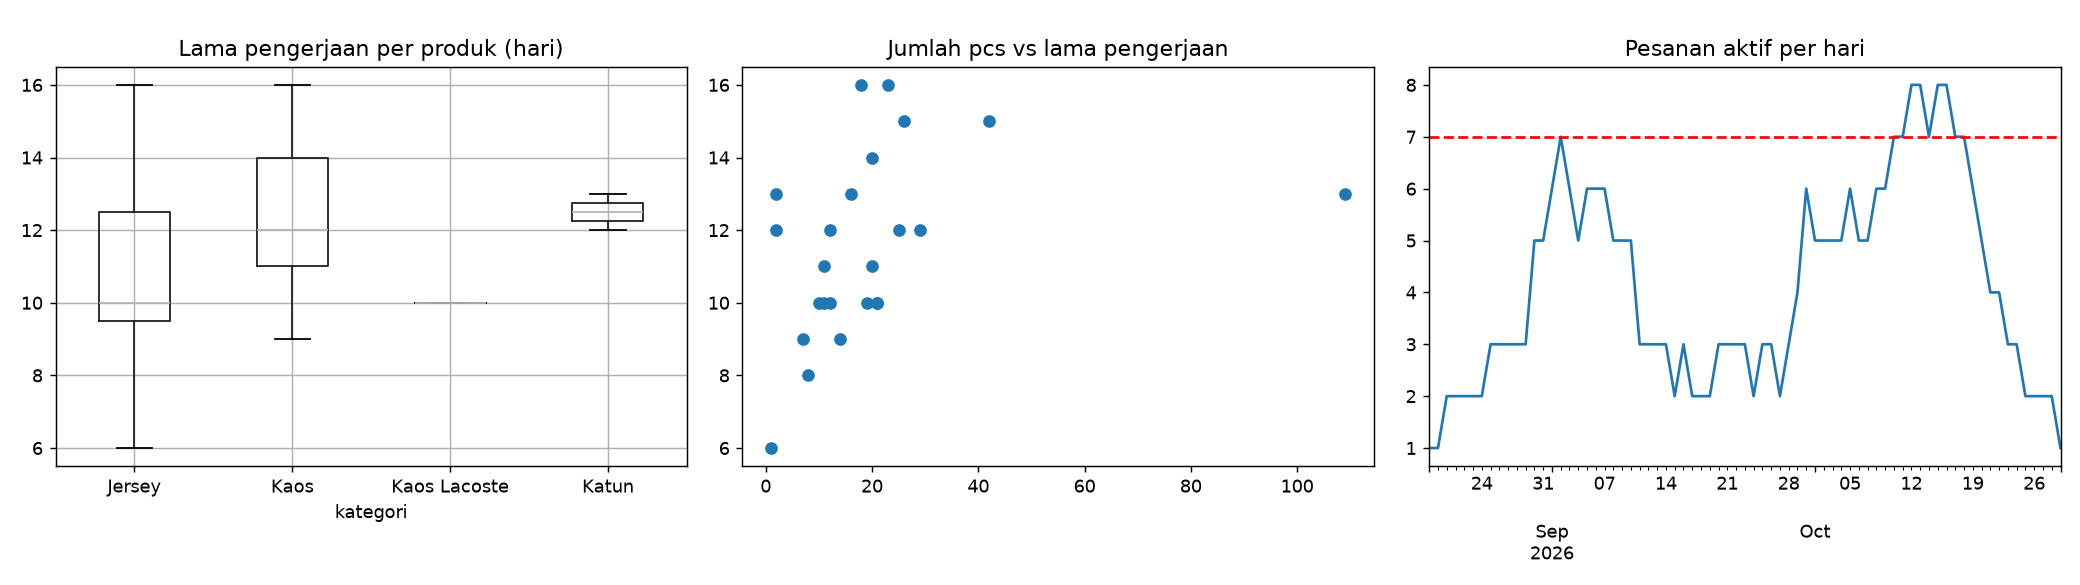 Lama pengerjaan per produk (hari)
16
14
12
10
8
6
Jersey Kaos Kaos Lacoste Katun
kategori
Jumlah pcs vs lama pengerjaan
16
14
12
10
8
6
0 20 40 60 80 100
Pesanan aktif per hari
8
7
6
5
4
3
2
1
24 31 07 14 21 28 05 12 19 26
Sep Oct
2026